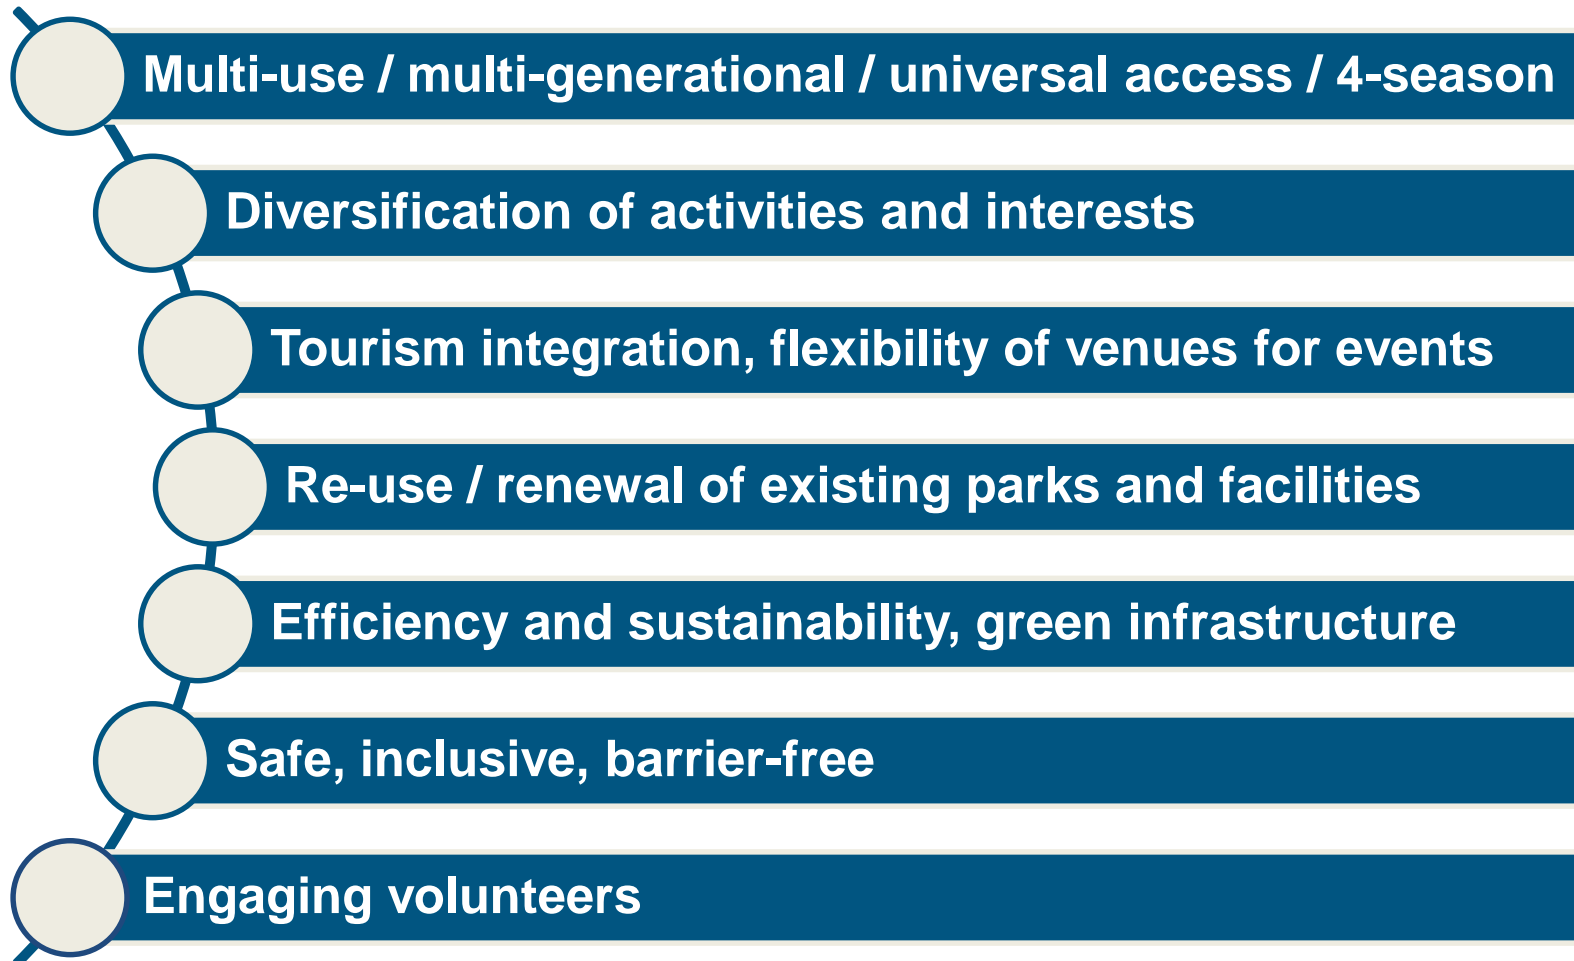 Multi-use / multi-generational / universal access / 4-season
Diversification of activities and interests
Tourism integration, flexibility of venues for events
Re-use / renewal of existing parks and facilities
Efficiency and sustainability, green infrastructure
Safe, inclusive, barrier-free
Engaging volunteers